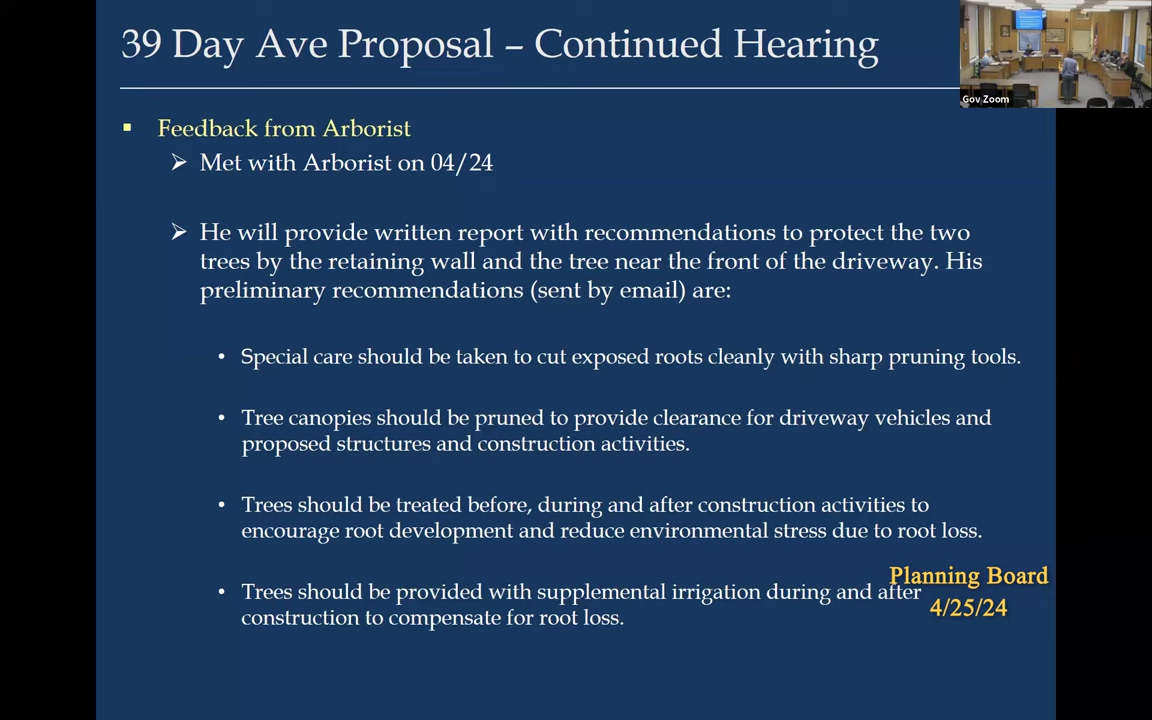 39 Day Ave Proposal – Continued Hearing
Gov Zoom
▪ Feedback from Arborist
➢ Met with Arborist on 04/24
➢ He will provide written report with recommendations to protect the two
trees by the retaining wall and the tree near the front of the driveway. His
preliminary recommendations (sent by email) are:
• Special care should be taken to cut exposed roots cleanly with sharp pruning tools.
• Tree canopies should be pruned to provide clearance for driveway vehicles and
proposed structures and construction activities.
• Trees should be treated before, during and after construction activities to
encourage root development and reduce environmental stress due to root loss.
• Trees should be provided with supplemental irrigation during and after
construction to compensate for root loss.
Planning Board
4/25/24